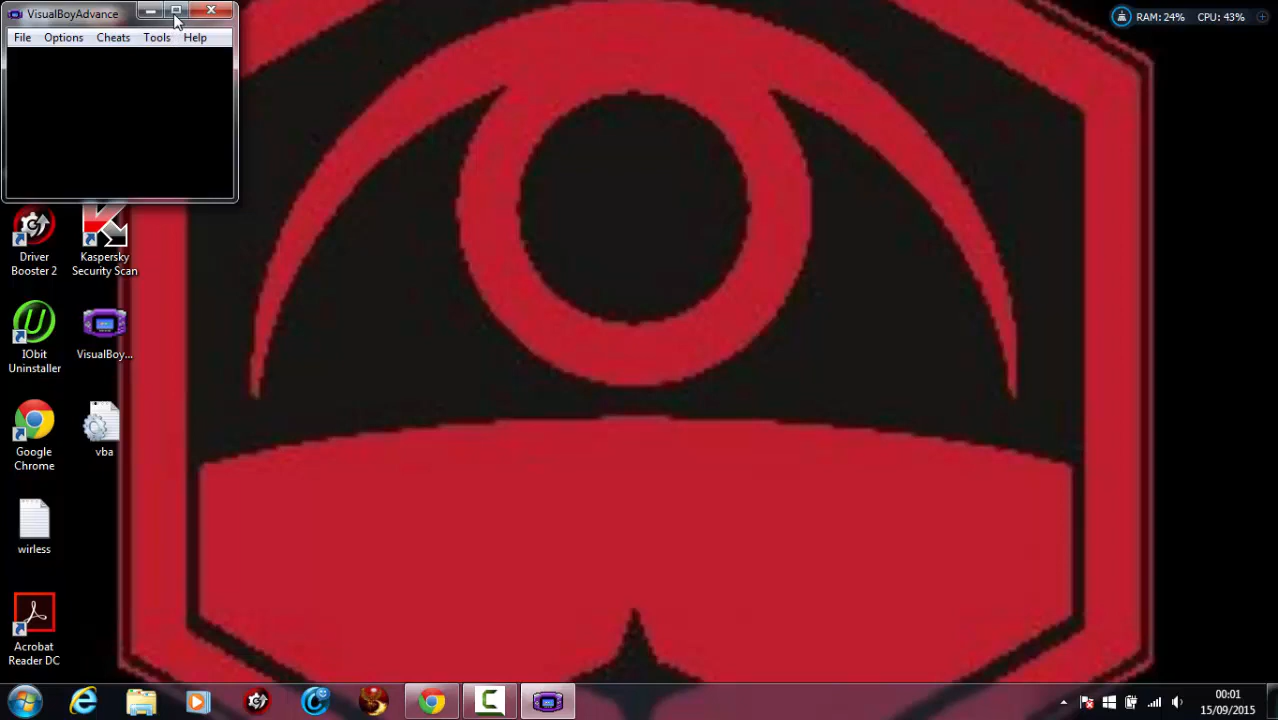 VisualBoyAdvance
File Options Cheats Tools Help
RAM: 24% CPU: 43%
Driver
Booster 2
Kaspersky
Security Scan
IObit
Uninstaller
VisualBoy...
Google
Chrome
vba
wirless
Acrobat
Reader DC
00:01
15/09/2015